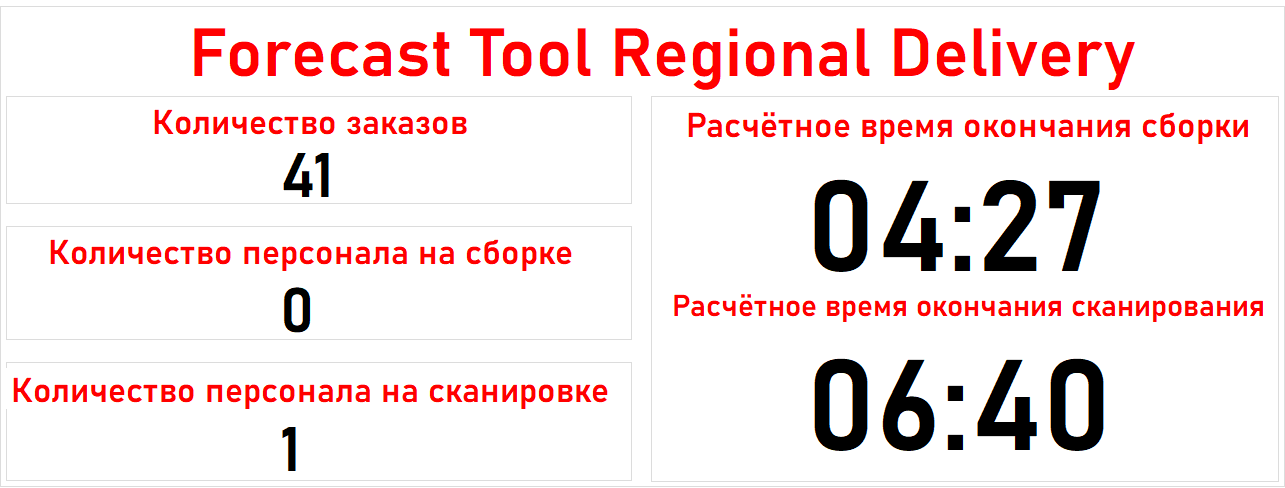 Forecast Tool Regional Delivery
Количество заказов
41
Количество персонала на сборке
0
Количество персонала на сканировке
1
Расчётное время окончания сборки
04:27
Расчётное время окончания сканирования
06:40